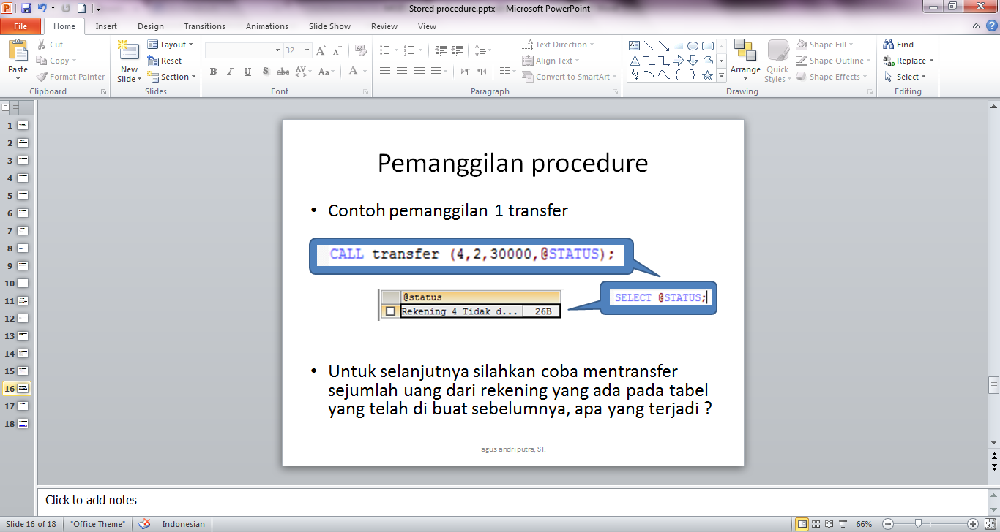 Stored procedure.pptx - Microsoft PowerPoint
File Home Insert Design Transitions Animations Slide Show Review View
Paste
Cut
Copy
Format Painter
Clipboard
New Slide
Layout
Reset
Section
Slides
32
Font
Text Direction
Align Text
Convert to SmartArt
Paragraph
Arrange
Quick Styles
Shape Fill
Shape Outline
Shape Effects
Drawing
Find
Replace
Select
Editing
1
2
3
4
5
6
7
8
9
10
11
12
13
14
15
16
17
18
Pemanggilan procedure
• Contoh pemanggilan 1 transfer
CALL transfer (4,2,30000,@STATUS);
SELECT @STATUS;
@status
Rekening 4 Tidak d... 26B
• Untuk selanjutnya silahkan coba mentransfer
sejumlah uang dari rekening yang ada pada tabel
yang telah di buat sebelumnya, apa yang terjadi ?
agus andri putra, ST.
Click to add notes
Slide 16 of 18 "Office Theme" Indonesian 66%